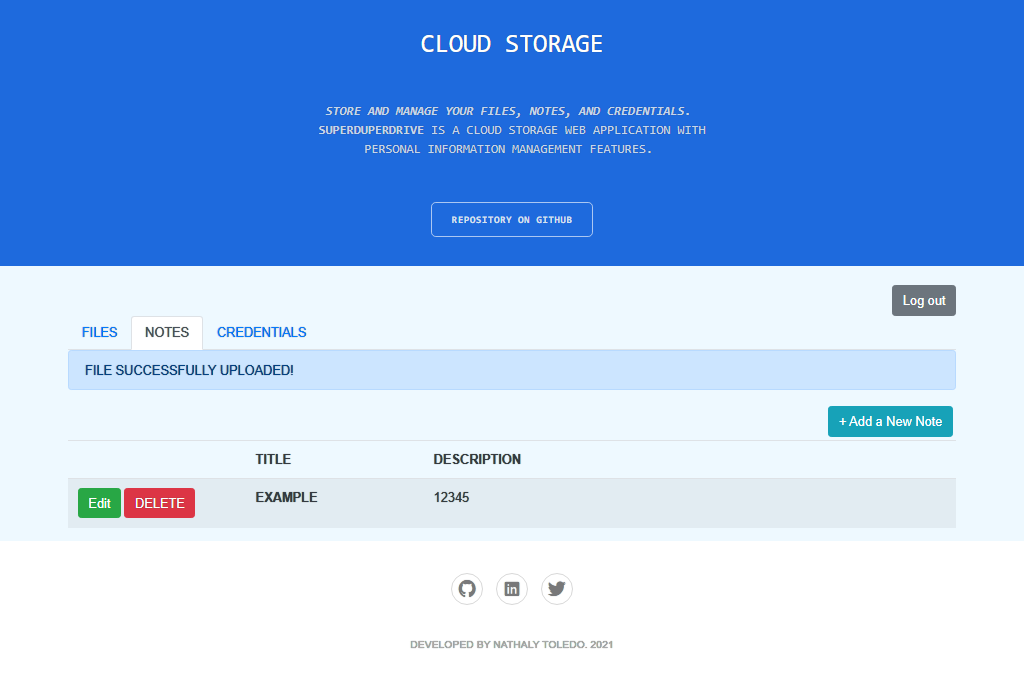 CLOUD STORAGE
STORE AND MANAGE YOUR FILES, NOTES, AND CREDENTIALS.
SUPERDUPERDRIVE IS A CLOUD STORAGE WEB APPLICATION WITH
PERSONAL INFORMATION MANAGEMENT FEATURES.
REPOSITORY ON GITHUB
Log out
FILES NOTES CREDENTIALS
FILE SUCCESSFULLY UPLOADED!
+ Add a New Note
TITLE DESCRIPTION
Edit DELETE EXAMPLE 12345
in
DEVELOPED BY NATHALY TOLEDO. 2021